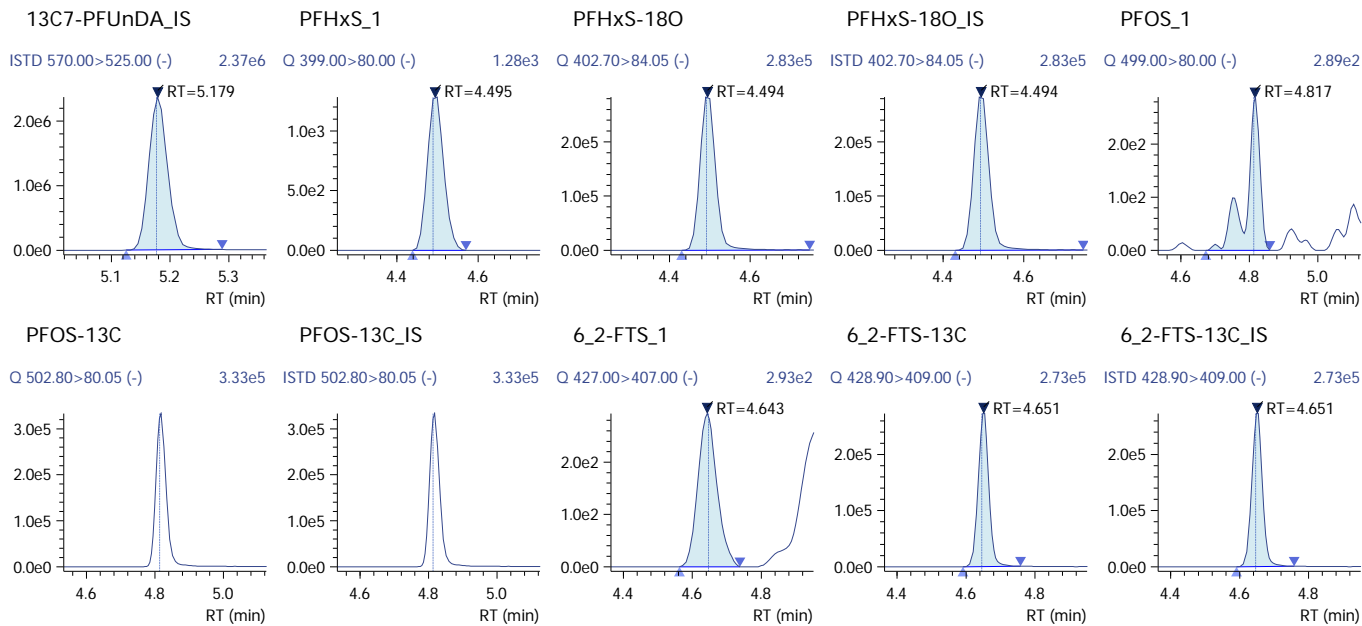 13C7-PFUnDA_IS
ISTD 570.00>525.00 (-) 2.37e6
RT=5.179
2.0e6
1.0e6
0.0e0
5.1 5.2 5.3
RT (min)
PFHxS_1
Q 399.00>80.00 (-) 1.28e3
RT=4.495
1.0e3
5.0e2
0.0e0
4.4 4.6
RT (min)
PFHxS-18O
Q 402.70>84.05 (-) 2.83e5
RT=4.494
2.0e5
1.0e5
0.0e0
4.4 4.6
RT (min)
PFHxS-18O_IS
ISTD 402.70>84.05 (-) 2.83e5
RT=4.494
2.0e5
1.0e5
0.0e0
4.4 4.6
RT (min)
PFOS_1
Q 499.00>80.00 (-) 2.89e2
RT=4.817
2.0e2
1.0e2
0.0e0
4.6 4.8 5.0
RT (min)
PFOS-13C
Q 502.80>80.05 (-) 3.33e5
3.0e5
2.0e5
1.0e5
0.0e0
4.6 4.8 5.0
RT (min)
PFOS-13C_IS
ISTD 502.80>80.05 (-) 3.33e5
3.0e5
2.0e5
1.0e5
0.0e0
4.6 4.8 5.0
RT (min)
6_2-FTS_1
Q 427.00>407.00 (-) 2.93e2
RT=4.643
2.0e2
1.0e2
0.0e0
4.4 4.6 4.8
RT (min)
6_2-FTS-13C
Q 428.90>409.00 (-) 2.73e5
RT=4.651
2.0e5
1.0e5
0.0e0
4.4 4.6 4.8
RT (min)
6_2-FTS-13C_IS
ISTD 428.90>409.00 (-) 2.73e5
RT=4.651
2.0e5
1.0e5
0.0e0
4.4 4.6 4.8
RT (min)